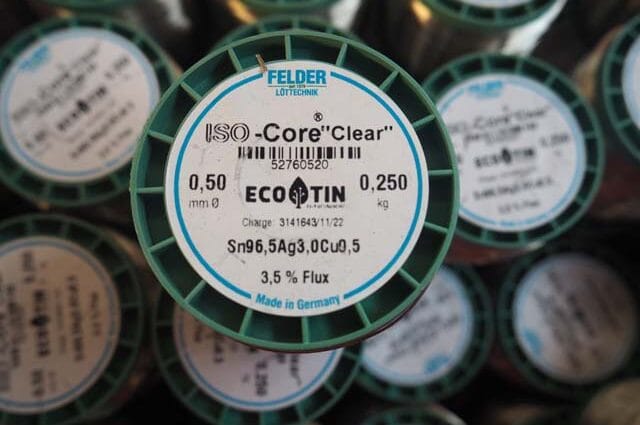 FELDER
LÖTTECHNIK
ISO-Core®"Clear"
52760520
0,50 mm Ø
ECOTIN
0,250 kg
Charge: 3141643/11/22
Sn96,5Ag3,0Cu0,5
3,5 % Flux
Made in Germany